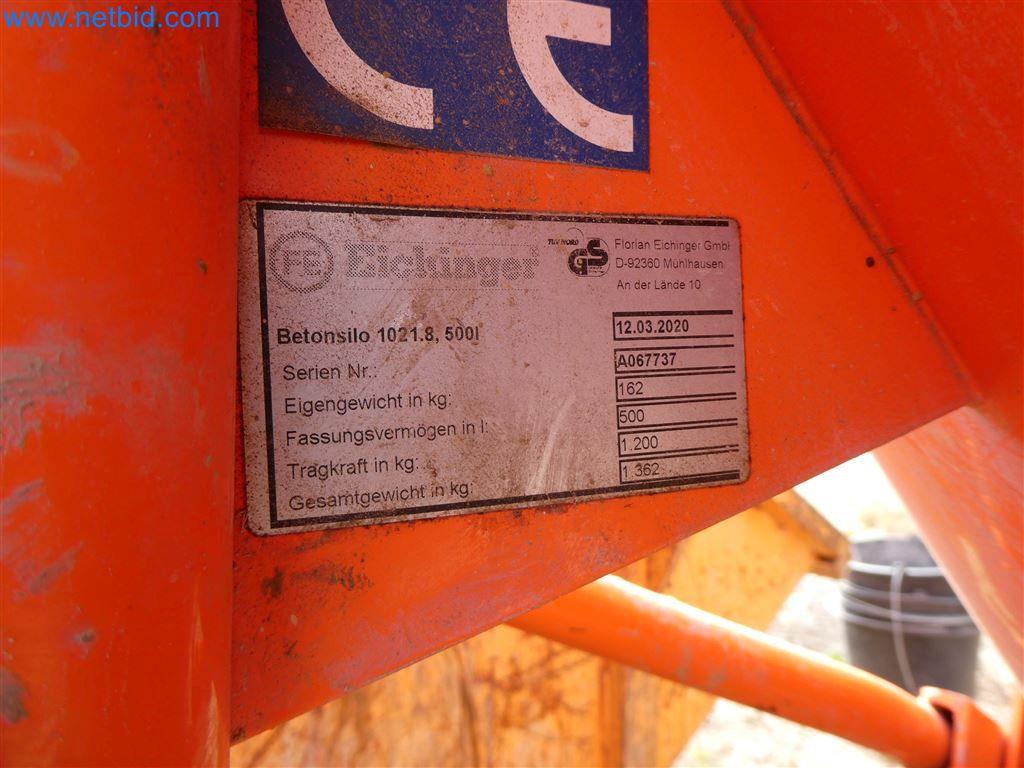 www.netbid.com
CE
FE Eichinger
TÜV NORD
GS
Florian Eichinger GmbH
D-92360 Mühlhausen
An der Lände 10
Betonsilo 1021.8, 500l 12.03.2020
Serien Nr.: A067737
Eigengewicht in kg: 162
Fassungsvermögen in l: 500
Tragkraft in kg: 1.200
Gesamtgewicht in kg: 1.362